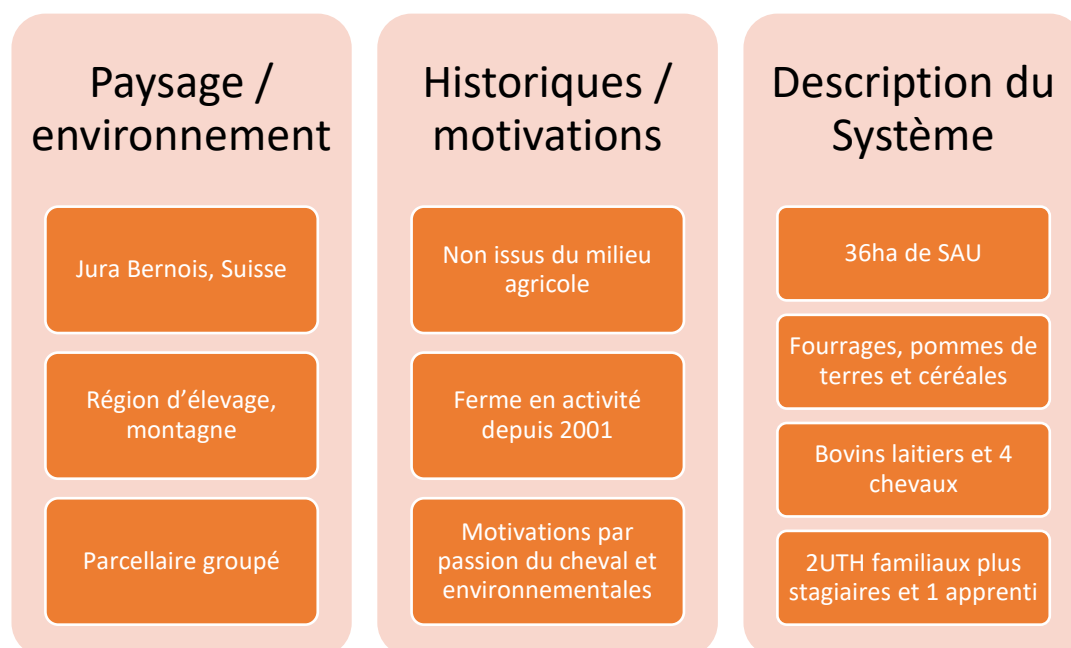 Paysage /
environnement
Jura Bernois, Suisse
Région d'élevage,
montagne
Parcellaire groupé
Historiques /
motivations
Non issus du milieu
agricole
Ferme en activité
depuis 2001
Motivations par
passion du cheval et
environnementales
Description du
Système
36ha de SAU
Fourrages, pommes de
terres et céréales
Bovins laitiers et 4
chevaux
2UTH familiaux plus
stagiaires et 1 apprenti